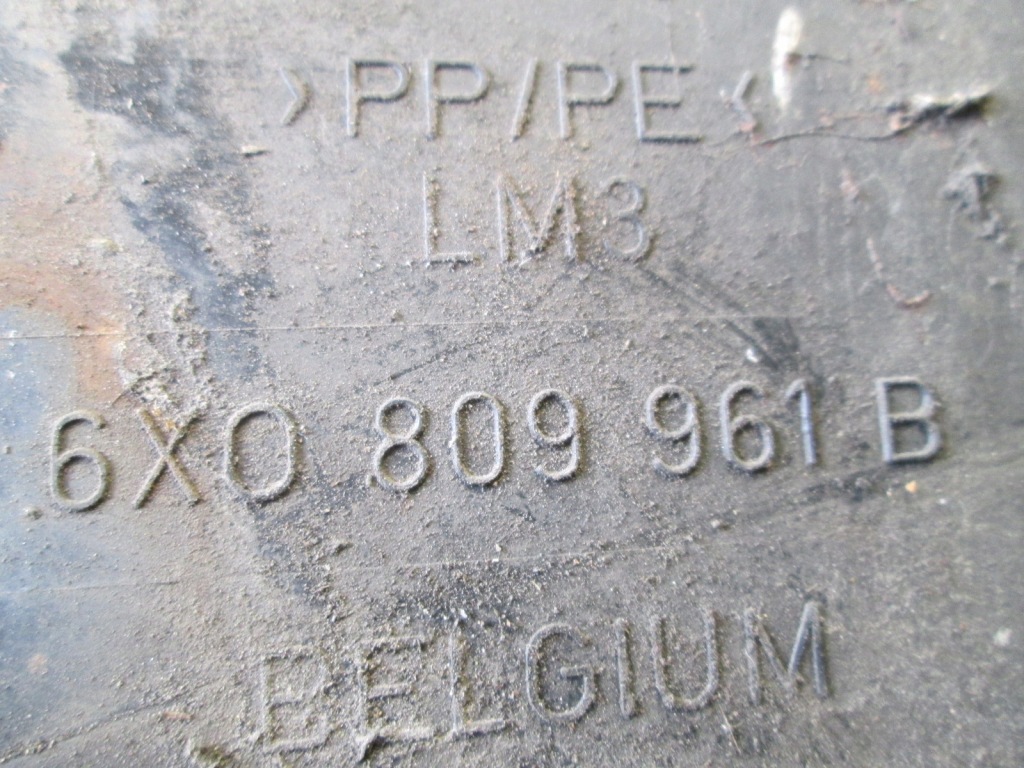 >PP/PE<
LM3
6X0 809 961 B
BELGIUM